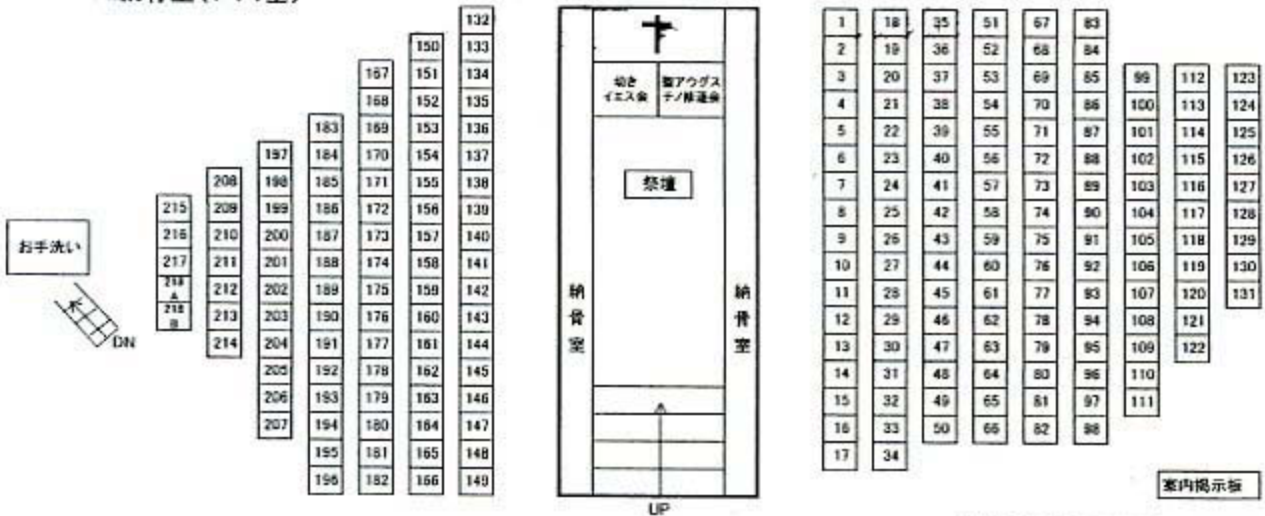 132
150 133
167 151 134
168 152 135
183 169 153 136
197 184 170 154 137
208 198 185 171 155 138
215 209 199 186 172 156 139
216 210 200 187 173 157 140
217 211 201 188 174 158 141
218A 212 202 189 175 159 142
218B 213 203 190 176 160 143
214 204 191 177 161 144
205 192 178 162 145
206 193 179 163 146
207 194 180 164 147
195 181 165 148
196 182 166 149
お手洗い
DN
幼き
イエス会
聖アウグス
チノ修道会
祭壇
納骨室
納骨室
UP
1 18 35 51 67 83
2 19 36 52 68 84
3 20 37 53 69 85 99 112 123
4 21 38 54 70 86 100 113 124
5 22 39 55 71 87 101 114 125
6 23 40 56 72 88 102 115 126
7 24 41 57 73 89 103 116 127
8 25 42 58 74 90 104 117 128
9 26 43 59 75 91 105 118 129
10 27 44 60 76 92 106 119 130
11 28 45 61 77 93 107 120 131
12 29 46 62 78 94 108 121
13 30 47 63 79 95 109 122
14 31 48 64 80 96 110
15 32 49 65 81 97 111
16 33 50 66 82 98
17 34
案内掲示板